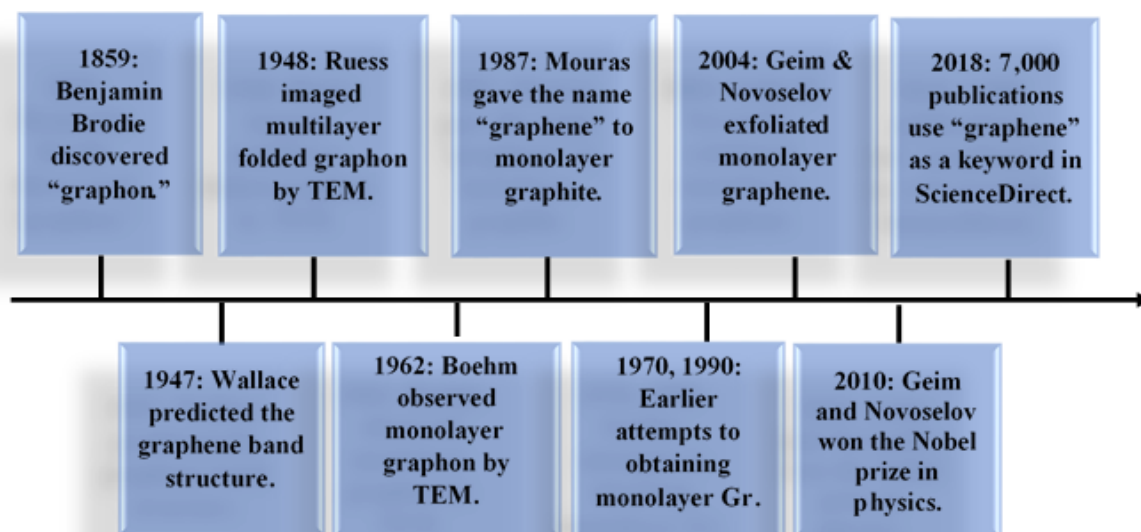 1859:
Benjamin
Brodie
discovered
“graphon.”
1948: Ruess
imaged
multilayer
folded graphon
by TEM.
1987: Mouras
gave the name
“graphene” to
monolayer
graphite.
2004: Geim &
Novoselov
exfoliated
monolayer
graphene.
2018: 7,000
publications
use “graphene”
as a keyword in
ScienceDirect.
1947: Wallace
predicted the
graphene band
structure.
1962: Boehm
observed
monolayer
graphon by
TEM.
1970, 1990:
Earlier
attempts to
obtaining
monolayer Gr.
2010: Geim
and Novoselov
won the Nobel
prize in
physics.